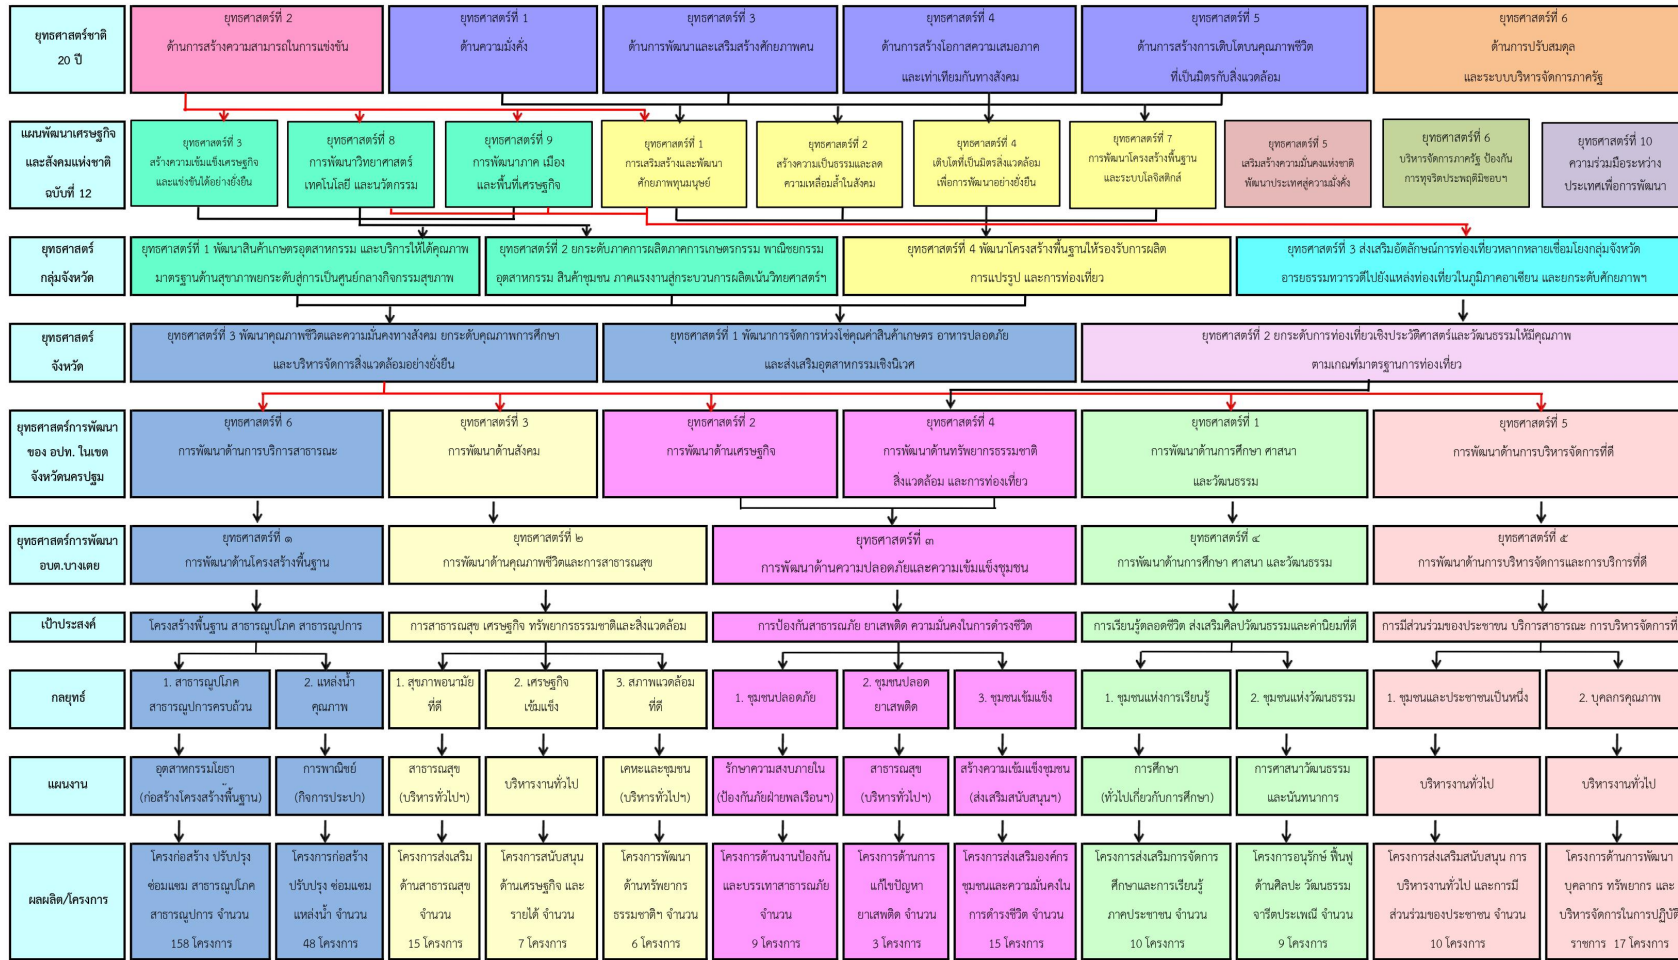 ยุทธศาสตร์ชาติ
20 ปี
ยุทธศาสตร์ที่ 2
ด้านการสร้างความสามารถในการแข่งขัน
ยุทธศาสตร์ที่ 1
ด้านความมั่งคั่ง
ยุทธศาสตร์ที่ 3
ด้านการพัฒนาและเสริมสร้างศักยภาพคน
ยุทธศาสตร์ที่ 4
ด้านการสร้างโอกาสความเสมอภาค
และเท่าเทียมกันทางสังคม
ยุทธศาสตร์ที่ 5
ด้านการสร้างการเติบโตบนคุณภาพชีวิต
ที่เป็นมิตรกับสิ่งแวดล้อม
ยุทธศาสตร์ที่ 6
ด้านการปรับสมดุล
และระบบบริหารจัดการภาครัฐ
แผนพัฒนาเศรษฐกิจ
และสังคมแห่งชาติ
ฉบับที่ 12
ยุทธศาสตร์ที่ 3
สร้างความเข้มแข็งเศรษฐกิจ
และแข่งขันได้อย่างยั่งยืน
ยุทธศาสตร์ที่ 8
การพัฒนาวิทยาศาสตร์
เทคโนโลยี และนวัตกรรม
ยุทธศาสตร์ที่ 9
การพัฒนาภาค เมือง
และพื้นที่เศรษฐกิจ
ยุทธศาสตร์ที่ 1
การเสริมสร้างและพัฒนา
ศักยภาพทุนมนุษย์
ยุทธศาสตร์ที่ 2
สร้างความเป็นธรรมและลด
ความเหลื่อมล้ำในสังคม
ยุทธศาสตร์ที่ 4
เติบโตที่เป็นมิตรสิ่งแวดล้อม
เพื่อการพัฒนาอย่างยั่งยืน
ยุทธศาสตร์ที่ 7
การพัฒนาโครงสร้างพื้นฐาน
และระบบโลจิสติกส์
ยุทธศาสตร์ที่ 5
เสริมสร้างความมั่นคงแห่งชาติ
พัฒนาประเทศสู่ความมั่งคั่ง
ยุทธศาสตร์ที่ 6
บริหารจัดการภาครัฐ ป้องกัน
การทุจริตประพฤติมิชอบฯ
ยุทธศาสตร์ที่ 10
ความร่วมมือระหว่าง
ประเทศเพื่อการพัฒนา
ยุทธศาสตร์
กลุ่มจังหวัด
ยุทธศาสตร์ที่ 1 พัฒนาสินค้าเกษตรอุตสาหกรรม และบริการให้ได้คุณภาพ
มาตรฐานด้านสุขาภาพยกระดับสู่การเป็นศูนย์กลางกิจกรรมสุขภาพ
ยุทธศาสตร์ที่ 2 ยกระดับภาคการผลิตภาคการเกษตรกรรม พาณิชยกรรม
อุตสาหกรรม สินค้าชุมชน ภาคแรงงานสู่กระบวนการผลิตเน้นวิทยศาสตร์ฯ
ยุทธศาสตร์ที่ 4 พัฒนาโครงสร้างพื้นฐานให้รองรับการผลิต
การแปรรูป และการท่องเที่ยว
ยุทธศาสตร์ที่ 3 ส่งเสริมอัตลักษณ์การท่องเที่ยวหลากหลายเชื่อมโยงกลุ่มจังหวัด
อารยธรรมทวารวดีไปยังแหล่งท่องเที่ยวในภูมิภาคอาเซียน และยกระดับศักยภาพฯ
ยุทธศาสตร์
จังหวัด
ยุทธศาสตร์ที่ 3 พัฒนาคุณภาพชีวิตและความมั่นคงทางสังคม ยกระดับคุณภาพการศึกษา
และบริหารจัดการสิ่งแวดล้อมอย่างยั่งยืน
ยุทธศาสตร์ที่ 1 พัฒนาการจัดการห่วงโซ่คุณค่าสินค้าเกษตร อาหารปลอดภัย
และส่งเสริมอุตสาหกรรมเชิงนิเวศ
ยุทธศาสตร์ที่ 2 ยกระดับการท่องเที่ยวเชิงประวัติศาสตร์และวัฒนธรรมให้มีคุณภาพ
ตามเกณฑ์มาตรฐานการท่องเที่ยว
ยุทธศาสตร์การพัฒนา
ของ อปท. ในเขต
จังหวัดนครปฐม
ยุทธศาสตร์ที่ 6
การพัฒนาด้านการบริการสาธารณะ
ยุทธศาสตร์ที่ 3
การพัฒนาด้านสังคม
ยุทธศาสตร์ที่ 2
การพัฒนาด้านเศรษฐกิจ
ยุทธศาสตร์ที่ 4
การพัฒนาด้านทรัพยากรธรรมชาติ
สิ่งแวดล้อม และการท่องเที่ยว
ยุทธศาสตร์ที่ 1
การพัฒนาด้านการศึกษา ศาสนา
และวัฒนธรรม
ยุทธศาสตร์ที่ 5
การพัฒนาด้านการบริหารจัดการที่ดี
ยุทธศาสตร์การพัฒนา
อบต.บางเตย
ยุทธศาสตร์ที่ ๑
การพัฒนาด้านโครงสร้างพื้นฐาน
ยุทธศาสตร์ที่ ๒
การพัฒนาด้านคุณภาพชีวิตและการสาธารณสุข
ยุทธศาสตร์ที่ ๓
การพัฒนาด้านความปลอดภัยและความเข้มแข็งชุมชน
ยุทธศาสตร์ที่ ๔
การพัฒนาด้านการศึกษา ศาสนา และวัฒนธรรม
ยุทธศาสตร์ที่ ๕
การพัฒนาด้านการบริหารจัดการและการบริการที่ดี
เป้าประสงค์
โครงสร้างพื้นฐาน สาธารณูปโภค สาธารณูปการ
การสาธารณสุข เศรษฐกิจ ทรัพยากรธรรมชาติและสิ่งแวดล้อม
การป้องกันสาธารณภัย ยาเสพติด ความมั่นคงในการดำรงชีวิต
การเรียนรู้ตลอดชีวิต ส่งเสริมศิลปวัฒนธรรมและค่านิยมที่ดี
การมีส่วนร่วมของประชาชน บริการสาธารณะ การบริหารจัดการที่
กลยุทธ์
1. สาธารณูปโภค
สาธารณูปการครบถ้วน
2. แหล่งน้ำ
คุณภาพ
1. สุขภาพอนามัย
ที่ดี
2. เศรษฐกิจ
เข้มแข็ง
3. สภาพแวดล้อม
ที่ดี
1. ชุมชนปลอดภัย
2. ชุมชนปลอด
ยาเสพติด
3. ชุมชนเข้มแข็ง
1. ชุมชนแห่งการเรียนรู้
2. ชุมชนแห่งวัฒนธรรม
1. ชุมชนและประชาชนเป็นหนึ่ง
2. บุคลกรคุณภาพ
แผนงาน
อุตสาหกรรมโยธา
(ก่อสร้างโครงสร้างพื้นฐาน)
การพาณิชย์
(กิจการประปา)
สาธารณสุข
(บริหารทั่วไปฯ)
บริหารงานทั่วไป
เคหะและชุมชน
(บริหารทั่วไปฯ)
รักษาความสงบภายใน
(ป้องกันภัยฝ่ายพลเรือนฯ)
สาธารณสุข
(บริหารทั่วไปฯ)
สร้างความเข้มแข็งชุมชน
(ส่งเสริมสนับสนุนฯ)
การศึกษา
(ทั่วไปเกี่ยวกับการศึกษา)
การศาสนาวัฒนธรรม
และนันทนาการ
บริหารงานทั่วไป
บริหารงานทั่วไป
ผลผลิต/โครงการ
โครงก่อสร้าง ปรับปรุง
ซ่อมแซม สาธารณูปโภค
สาธารณูปการ จำนวน
158 โครงการ
โครงการก่อสร้าง
ปรับปรุง ซ่อมแซม
แหล่งน้ำ จำนวน
48 โครงการ
โครงการส่งเสริม
ด้านสาธารณสุข
จำนวน
15 โครงการ
โครงการสนับสนุน
ด้านเศรษฐกิจ และ
รายได้ จำนวน
7 โครงการ
โครงการพัฒนา
ด้านทรัพยากร
ธรรมชาติฯ จำนวน
6 โครงการ
โครงการด้านงานป้องกัน
และบรรเทาสาธารณภัย
จำนวน
9 โครงการ
โครงการด้านการ
แก้ไขปัญหา
ยาเสพติด จำนวน
3 โครงการ
โครงการส่งเสริมองค์กร
ชุมชนและความมั่นคงใน
การดำรงชีวิต จำนวน
15 โครงการ
โครงการส่งเสริมการจัดการ
ศึกษาและการเรียนรู้
ภาคประชาชน จำนวน
10 โครงการ
โครงการอนุรักษ์ ฟื้นฟู
ด้านศิลปะ วัฒนธรรม
จารีตประเพณี จำนวน
9 โครงการ
โครงการส่งเสริมสนับสนุน การ
บริหารงานทั่วไป และการมี
ส่วนร่วมของประชาชน จำนวน
10 โครงการ
โครงการด้านการพัฒนา
บุคลากร ทรัพยากร และ
บริหารจัดการในการปฏิบัติ
ราชการ 17 โครงการ